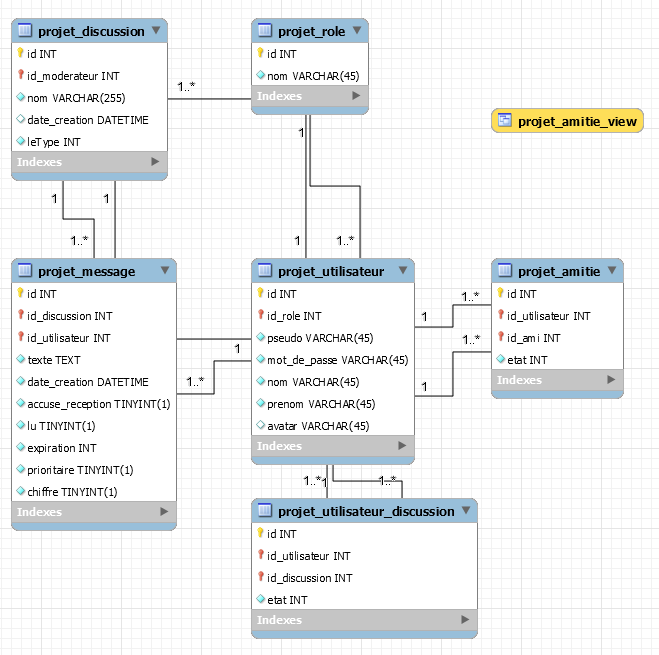 projet_discussion
id INT
id_moderateur INT
nom VARCHAR(255)
date_creation DATETIME
leType INT
Indexes
projet_role
id INT
nom VARCHAR(45)
Indexes
projet_amitie_view
1..*
1
1
1..*
1
1
1..*
projet_message
id INT
id_discussion INT
id_utilisateur INT
texte TEXT
date_creation DATETIME
accuse_reception TINYINT(1)
lu TINYINT(1)
expiration INT
prioritaire TINYINT(1)
chiffre TINYINT(1)
Indexes
1
1..*
projet_utilisateur
id INT
id_role INT
pseudo VARCHAR(45)
mot_de_passe VARCHAR(45)
nom VARCHAR(45)
prenom VARCHAR(45)
avatar VARCHAR(45)
Indexes
1..*
1
1..*
1
projet_amitie
id INT
id_utilisateur INT
id_ami INT
etat INT
Indexes
1..*
1
1..*
projet_utilisateur_discussion
id INT
id_utilisateur INT
id_discussion INT
etat INT
Indexes